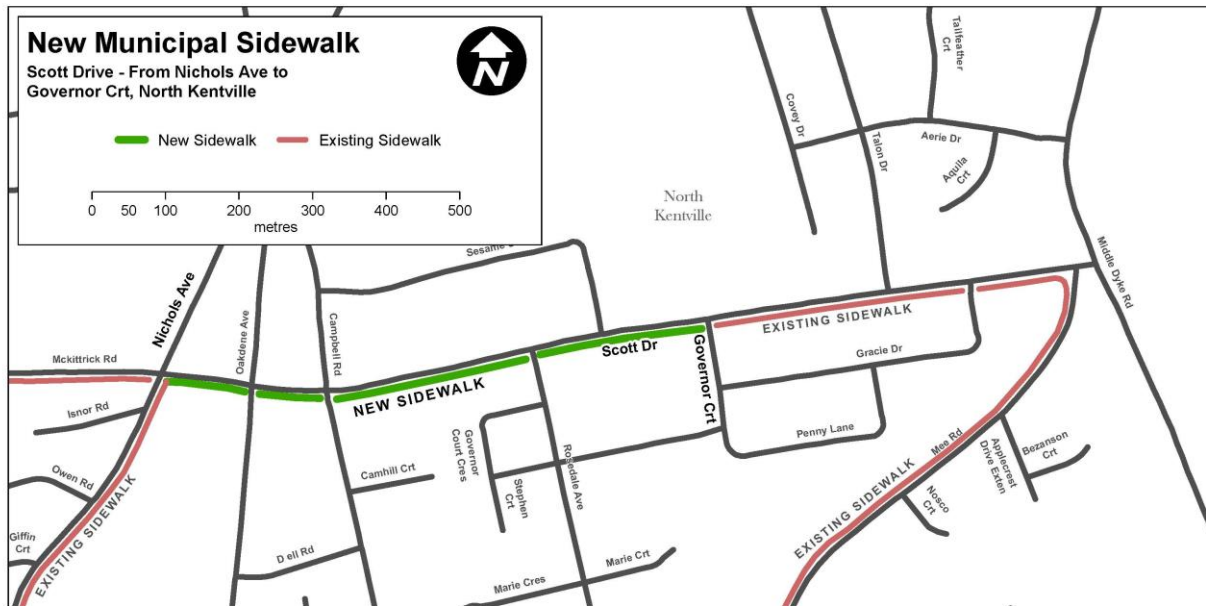 New Municipal Sidewalk
Scott Drive - From Nichols Ave to
Governor Crt, North Kentville
N
New Sidewalk
Existing Sidewalk
0 50 100 200 300 400 500
metres
Tailfeather
Crt
Covey Dr
Talon Dr
Aerie Dr
Aquila
Crt
North
Kentville
Middle Dyke Rd
Sesame
Nichols Ave
Oakdene Ave
Campbell Rd
Mckittrick Rd
EXISTING SIDEWALK
Scott Dr
Governor Crt
Gracie Dr
NEW SIDEWALK
Isnor Rd
Penny Lane
Governor
Court Cres
Rosedale Ave
Mee Rd
Applecrest
Drive Exten
Bezanson
Crt
Owen Rd
Camhill Crt
Stephen
Crt
EXISTING SIDEWALK
Nosco
Crt
EXISTING SIDEWALK
Giffin
Crt
D ell Rd
Marie Crt
Marie Cres